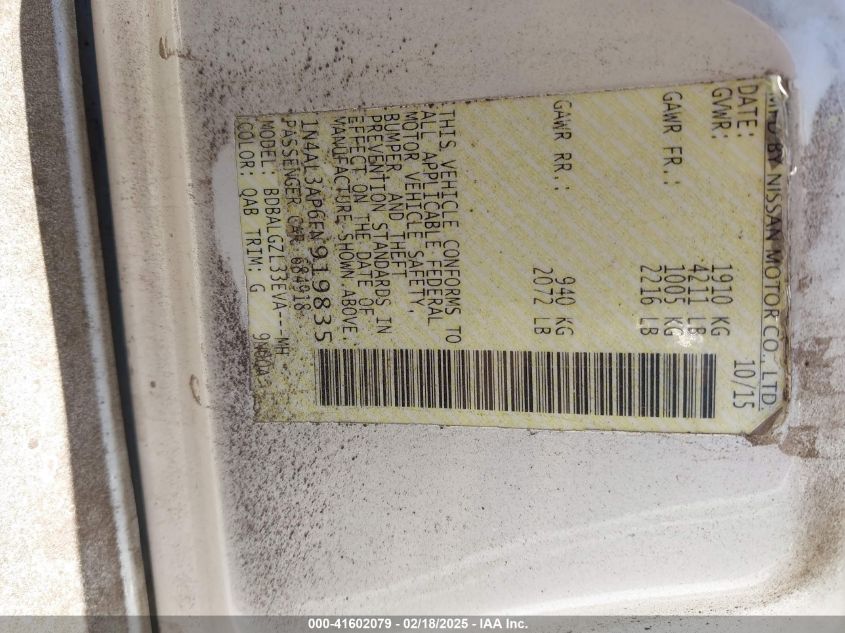 MFD BY NISSAN MOTOR CO., LTD.
DATE: 10/15
GVWR: 1910 KG
4211 LB
GAWR FR.: 1005 KG
2216 LB
GAWR RR.: 940 KG
2072 LB
THIS VEHICLE CONFORMS TO
ALL APPLICABLE FEDERAL
MOTOR VEHICLE SAFETY,
BUMPER AND THEFT
PREVENTION STANDARDS IN
EFFECT ON THE DATE OF
MANUFACTURE SHOWN ABOVE.
1N4AL3AP6FN919835
PASSENGER CAR
MODEL: BDBALGZL33EVA---MH
COLOR: QAB TRIM: G
000-41602079 - 02/18/2025 - IAA Inc.